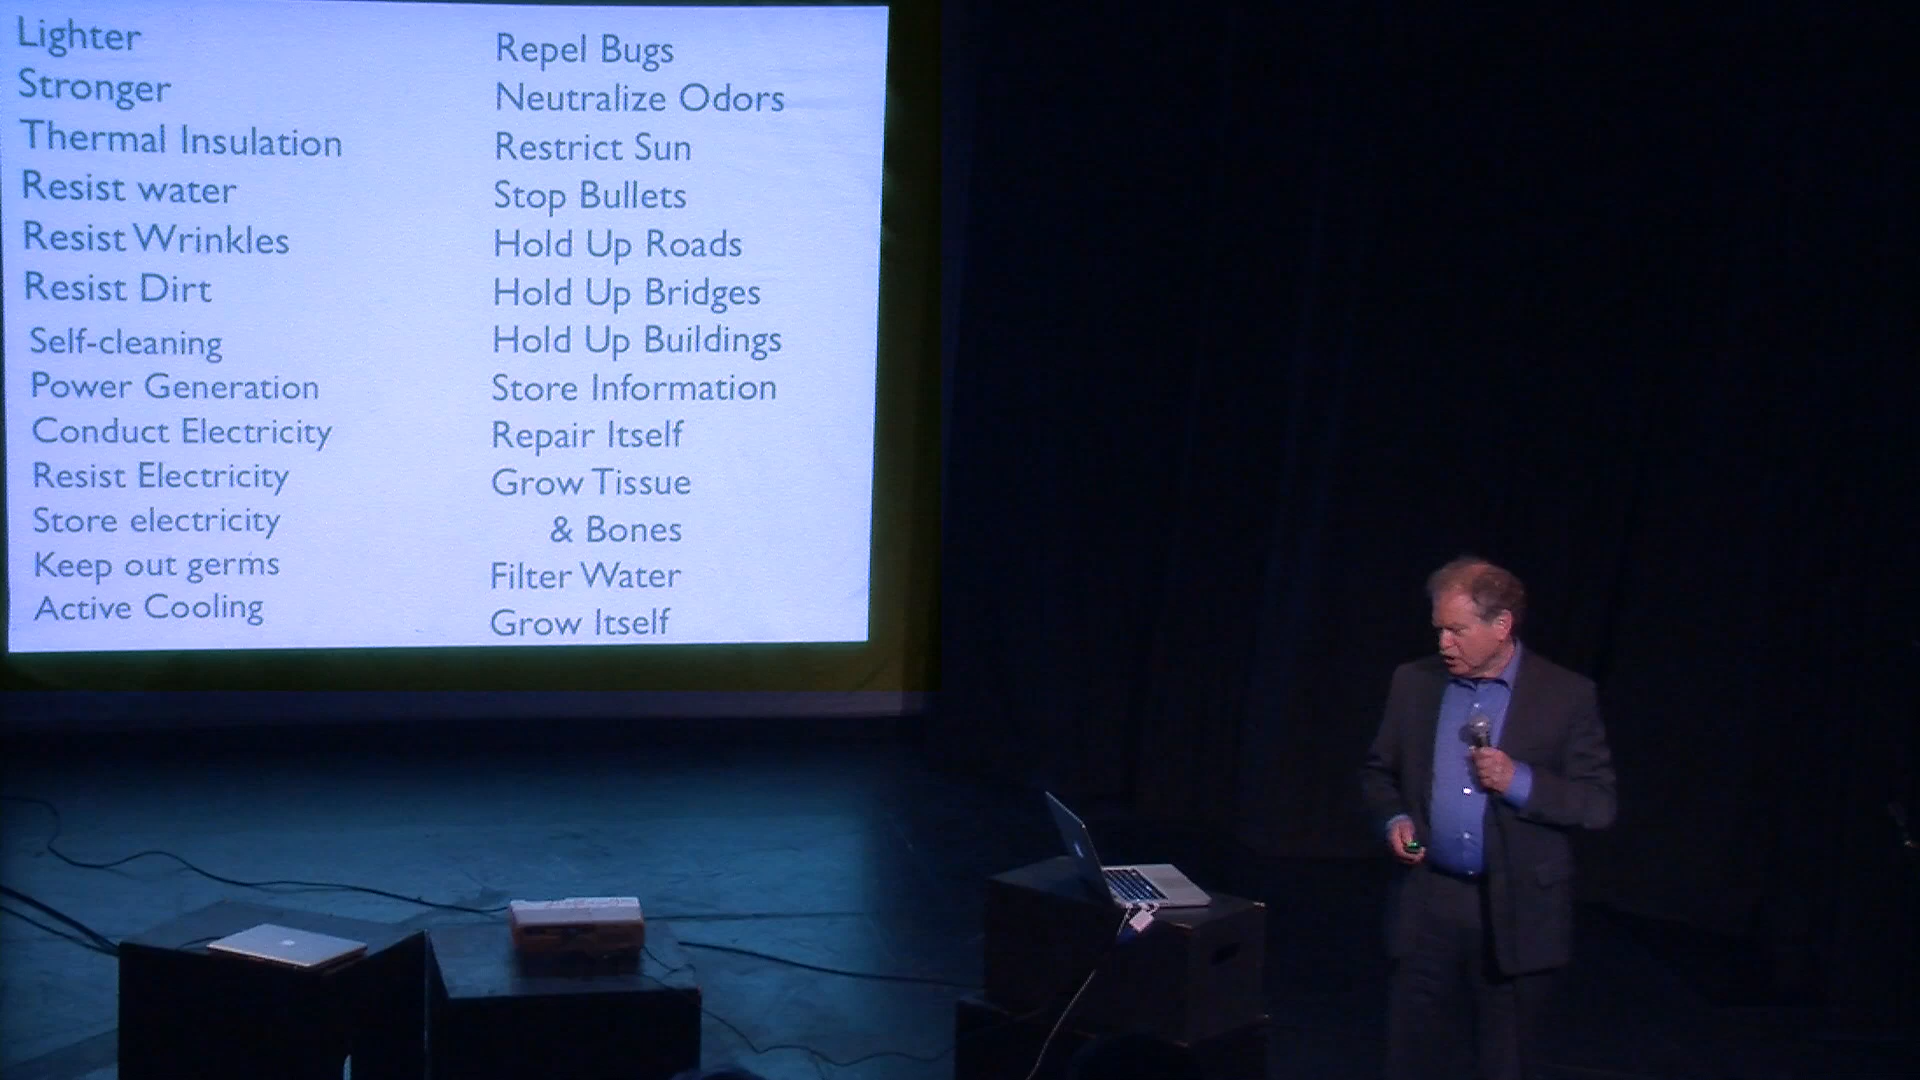 Lighter
Stronger
Thermal Insulation
Resist water
Resist Wrinkles
Resist Dirt
Self-cleaning
Power Generation
Conduct Electricity
Resist Electricity
Store electricity
Keep out germs
Active Cooling
Repel Bugs
Neutralize Odors
Restrict Sun
Stop Bullets
Hold Up Roads
Hold Up Bridges
Hold Up Buildings
Store Information
Repair Itself
Grow Tissue
& Bones
Filter Water
Grow Itself